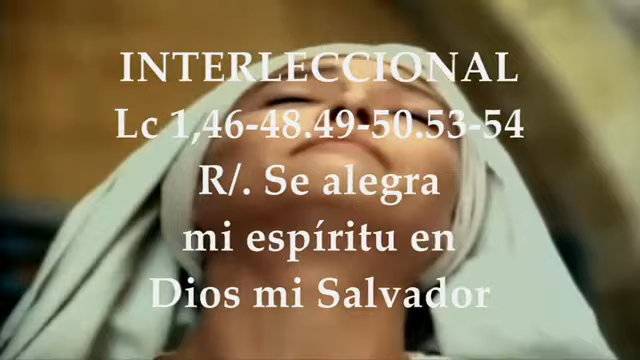 INTERLECCIONAL
Lc 1,46-48.49-50.53-54
R/. Se alegra
mi espíritu en
Dios mi Salvador